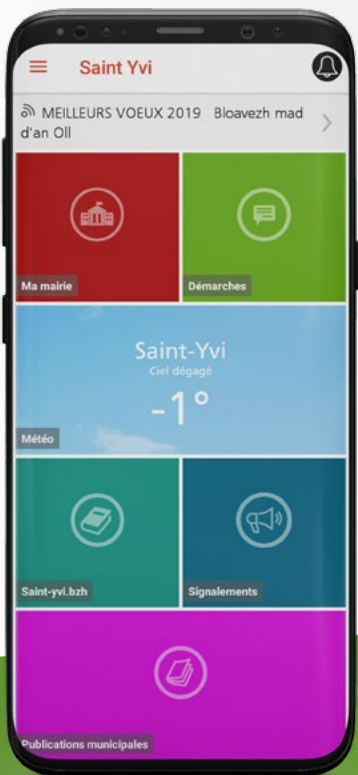 Saint Yvi
MEILLEURS VOEUX 2019 Bloavezh mad
d'an Oll
Ma mairie
Démarches
Saint-Yvi
Ciel dégagé
-1°
Météo
Saint-yvi.bzh
Signalements
Publications municipales